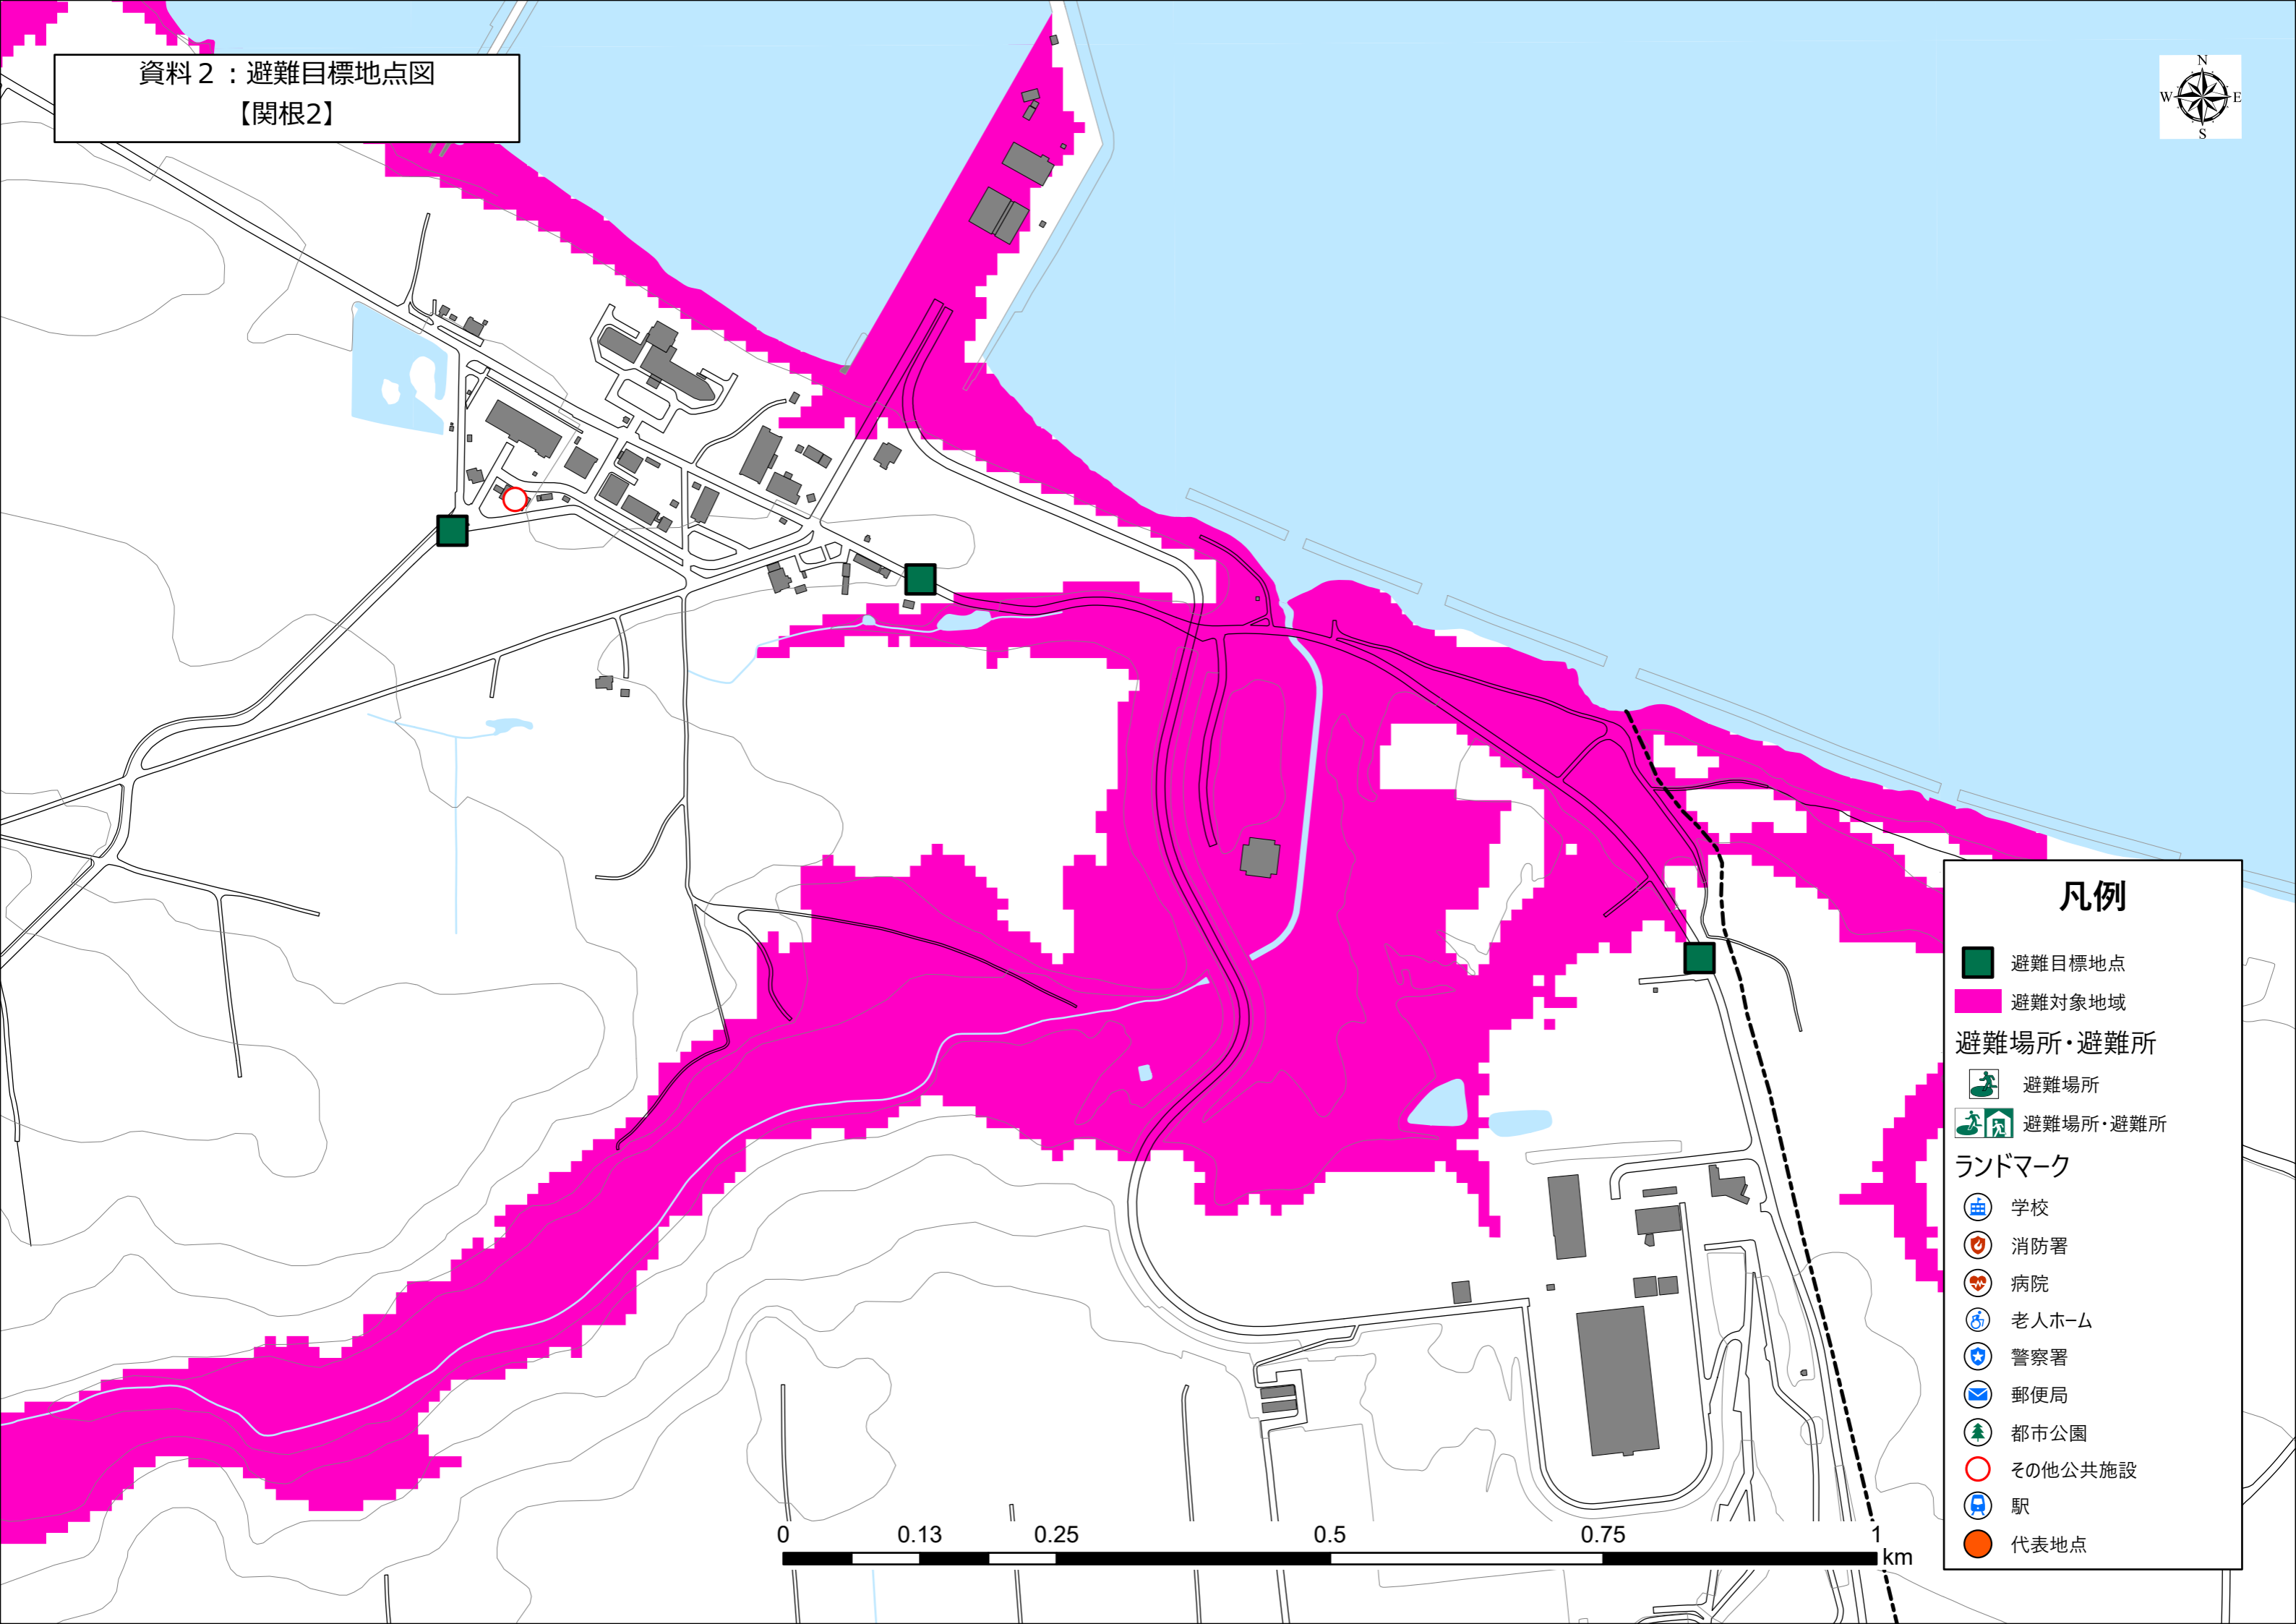 資料２：避難目標地点図
【関根2】
N
W
E
S
凡例
避難目標地点
避難対象地域
避難場所・避難所
避難場所
避難場所・避難所
ランドマーク
学校
消防署
病院
老人ホーム
警察署
郵便局
都市公園
その他公共施設
駅
代表地点
0 0.13 0.25 0.5 0.75 1
km